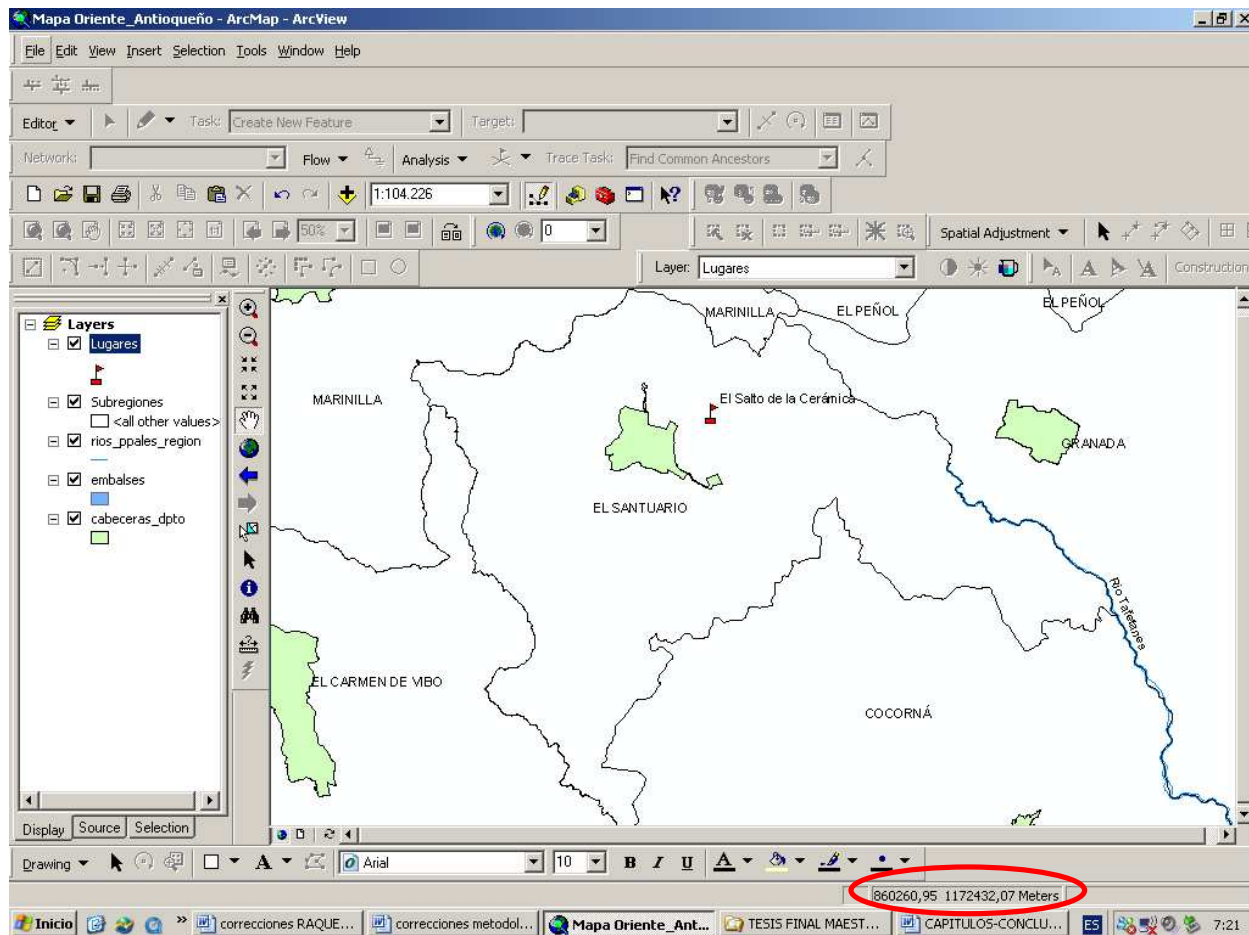 Mapa Oriente_Antioqueño - ArcMap - ArcView
File Edit View Insert Selection Tools Window Help
Editor Task: Create New Feature Target:
Network: Flow Analysis Trace Task: Find Common Ancestors
1:104.226
50% 0 Spatial Adjustment
Layer: Lugares Construction
Layers
Lugares
Subregiones
<all other values>
rios_ppales_region
embalses
cabeceras_dpto
MARINILLA
EL PEÑOL
EL PEÑOL
MARINILLA
El Salto de la Cerámica
GRANADA
EL SANTUARIO
Río Tafetanes
EL CARMEN DE VIBO
COCORNÁ
Display Source Selection
Drawing A Arial 10 B I U A
860260,95 1172432,07 Meters
Inicio » correcciones RAQUE... correcciones metodol... Mapa Oriente_Ant... TESIS FINAL MAEST... CAPITULOS-CONCLU... ES 7:21